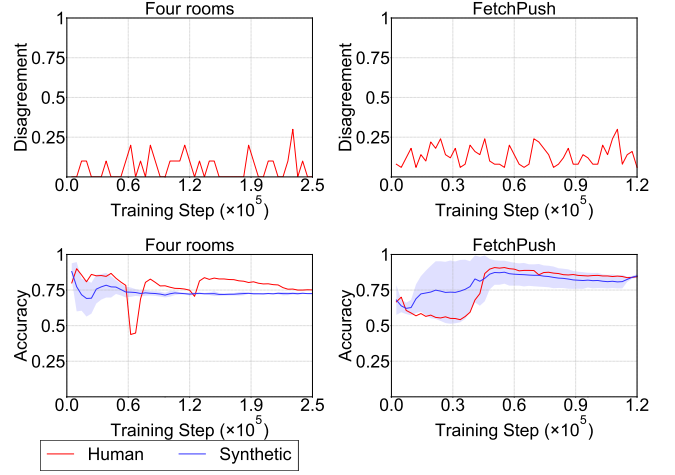 Four rooms
FetchPush
Disagreement
1
0.75
0.5
0.25
0.0 0.6 1.2 1.9 2.5
Training Step (×10⁵)
Disagreement
1
0.75
0.5
0.25
0.0 0.3 0.6 0.9 1.2
Training Step (×10⁵)
Four rooms
FetchPush
Accuracy
1
0.75
0.5
0.25
0.0 0.6 1.2 1.9 2.5
Training Step (×10⁵)
Accuracy
1
0.75
0.5
0.25
0.0 0.3 0.6 0.9 1.2
Training Step (×10⁵)
Human
Synthetic